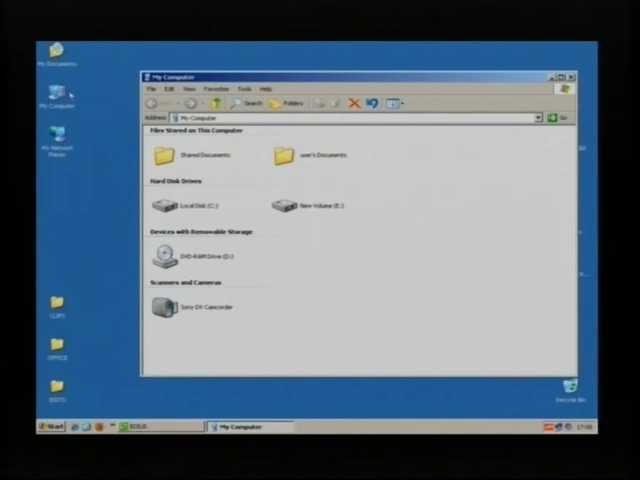 My Documents
My Computer
My Network
Places
CLIPS
OFFICE
EDITS
My Computer
File Edit View Favorites Tools Help
Search Folders
Address My Computer Go
Files Stored on This Computer
Shared Documents user's Documents
Hard Disk Drives
Local Disk (C:) New Volume (E:)
Devices with Removable Storage
DVD-RAM Drive (D:)
Scanners and Cameras
Sony DV Camcorder
Recycle Bin
Start EDIUS My Computer 17:08